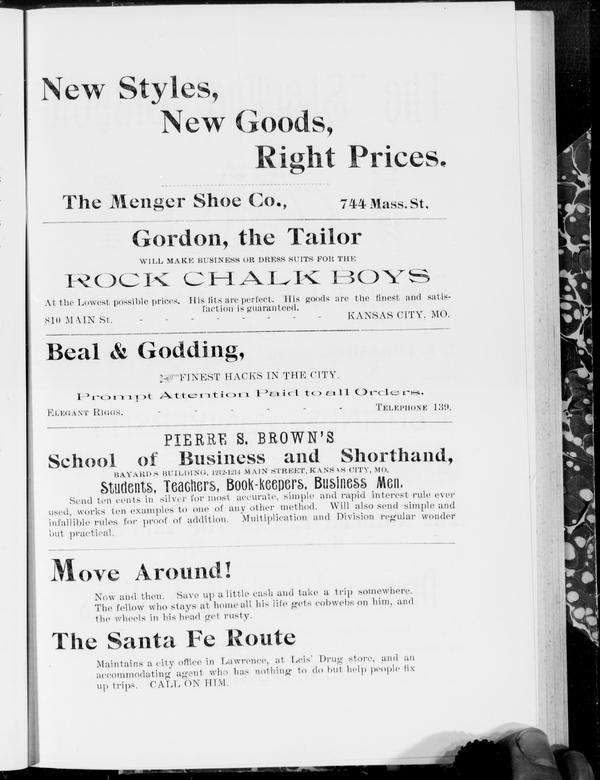 New Styles,
New Goods,
Right Prices.
The Menger Shoe Co., 744 Mass. St.
Gordon, the Tailor
WILL MAKE BUSINESS OR DRESS SUITS FOR THE
ROCK CHALK BOYS
At the Lowest possible prices. His fits are perfect. His goods are the finest and satis-
faction is guaranteed.
810 MAIN St. - - - - - - - KANSAS CITY, MO.
Beal & Godding,
FINEST HACKS IN THE CITY.
Prompt Attention Paid to all Orders.
ELEGANT RIGGS. - - - - - - TELEPHONE 139.
PIERRE S. BROWN'S
School of Business and Shorthand,
BAYARD'S BUILDING, 1212-1214 MAIN STREET, KANSAS CITY, MO.
Students, Teachers, Book-keepers, Business Men.
Send ten cents in silver for most accurate, simple and rapid interest rule ever
used, works ten examples to one of any other method. Will also send simple and
infallible rules for proof of addition. Multiplication and Division regular wonder
but practical.
Move Around!
Now and then. Save up a little cash and take a trip somewhere.
The fellow who stays at home all his life gets cobwebs on him, and
the wheels in his head get rusty.
The Santa Fe Route
Maintains a city office in Lawrence, at Leis' Drug store, and an
accommodating agent who has nothing to do but help people fix
up trips. CALL ON HIM.